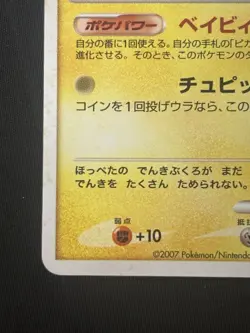 ポケパワー ベイビィ
自分の番に1回使える。自分の手札の「ピカ
進化させる。そのとき、このポケモンのダ
チュピッ
コインを1回投げウラなら、この
ほっぺたの でんきぶくろが まだ
でんきを たくさん ためられない。
弱点 抵抗
+10
©2007 Pokémon/Nintendo